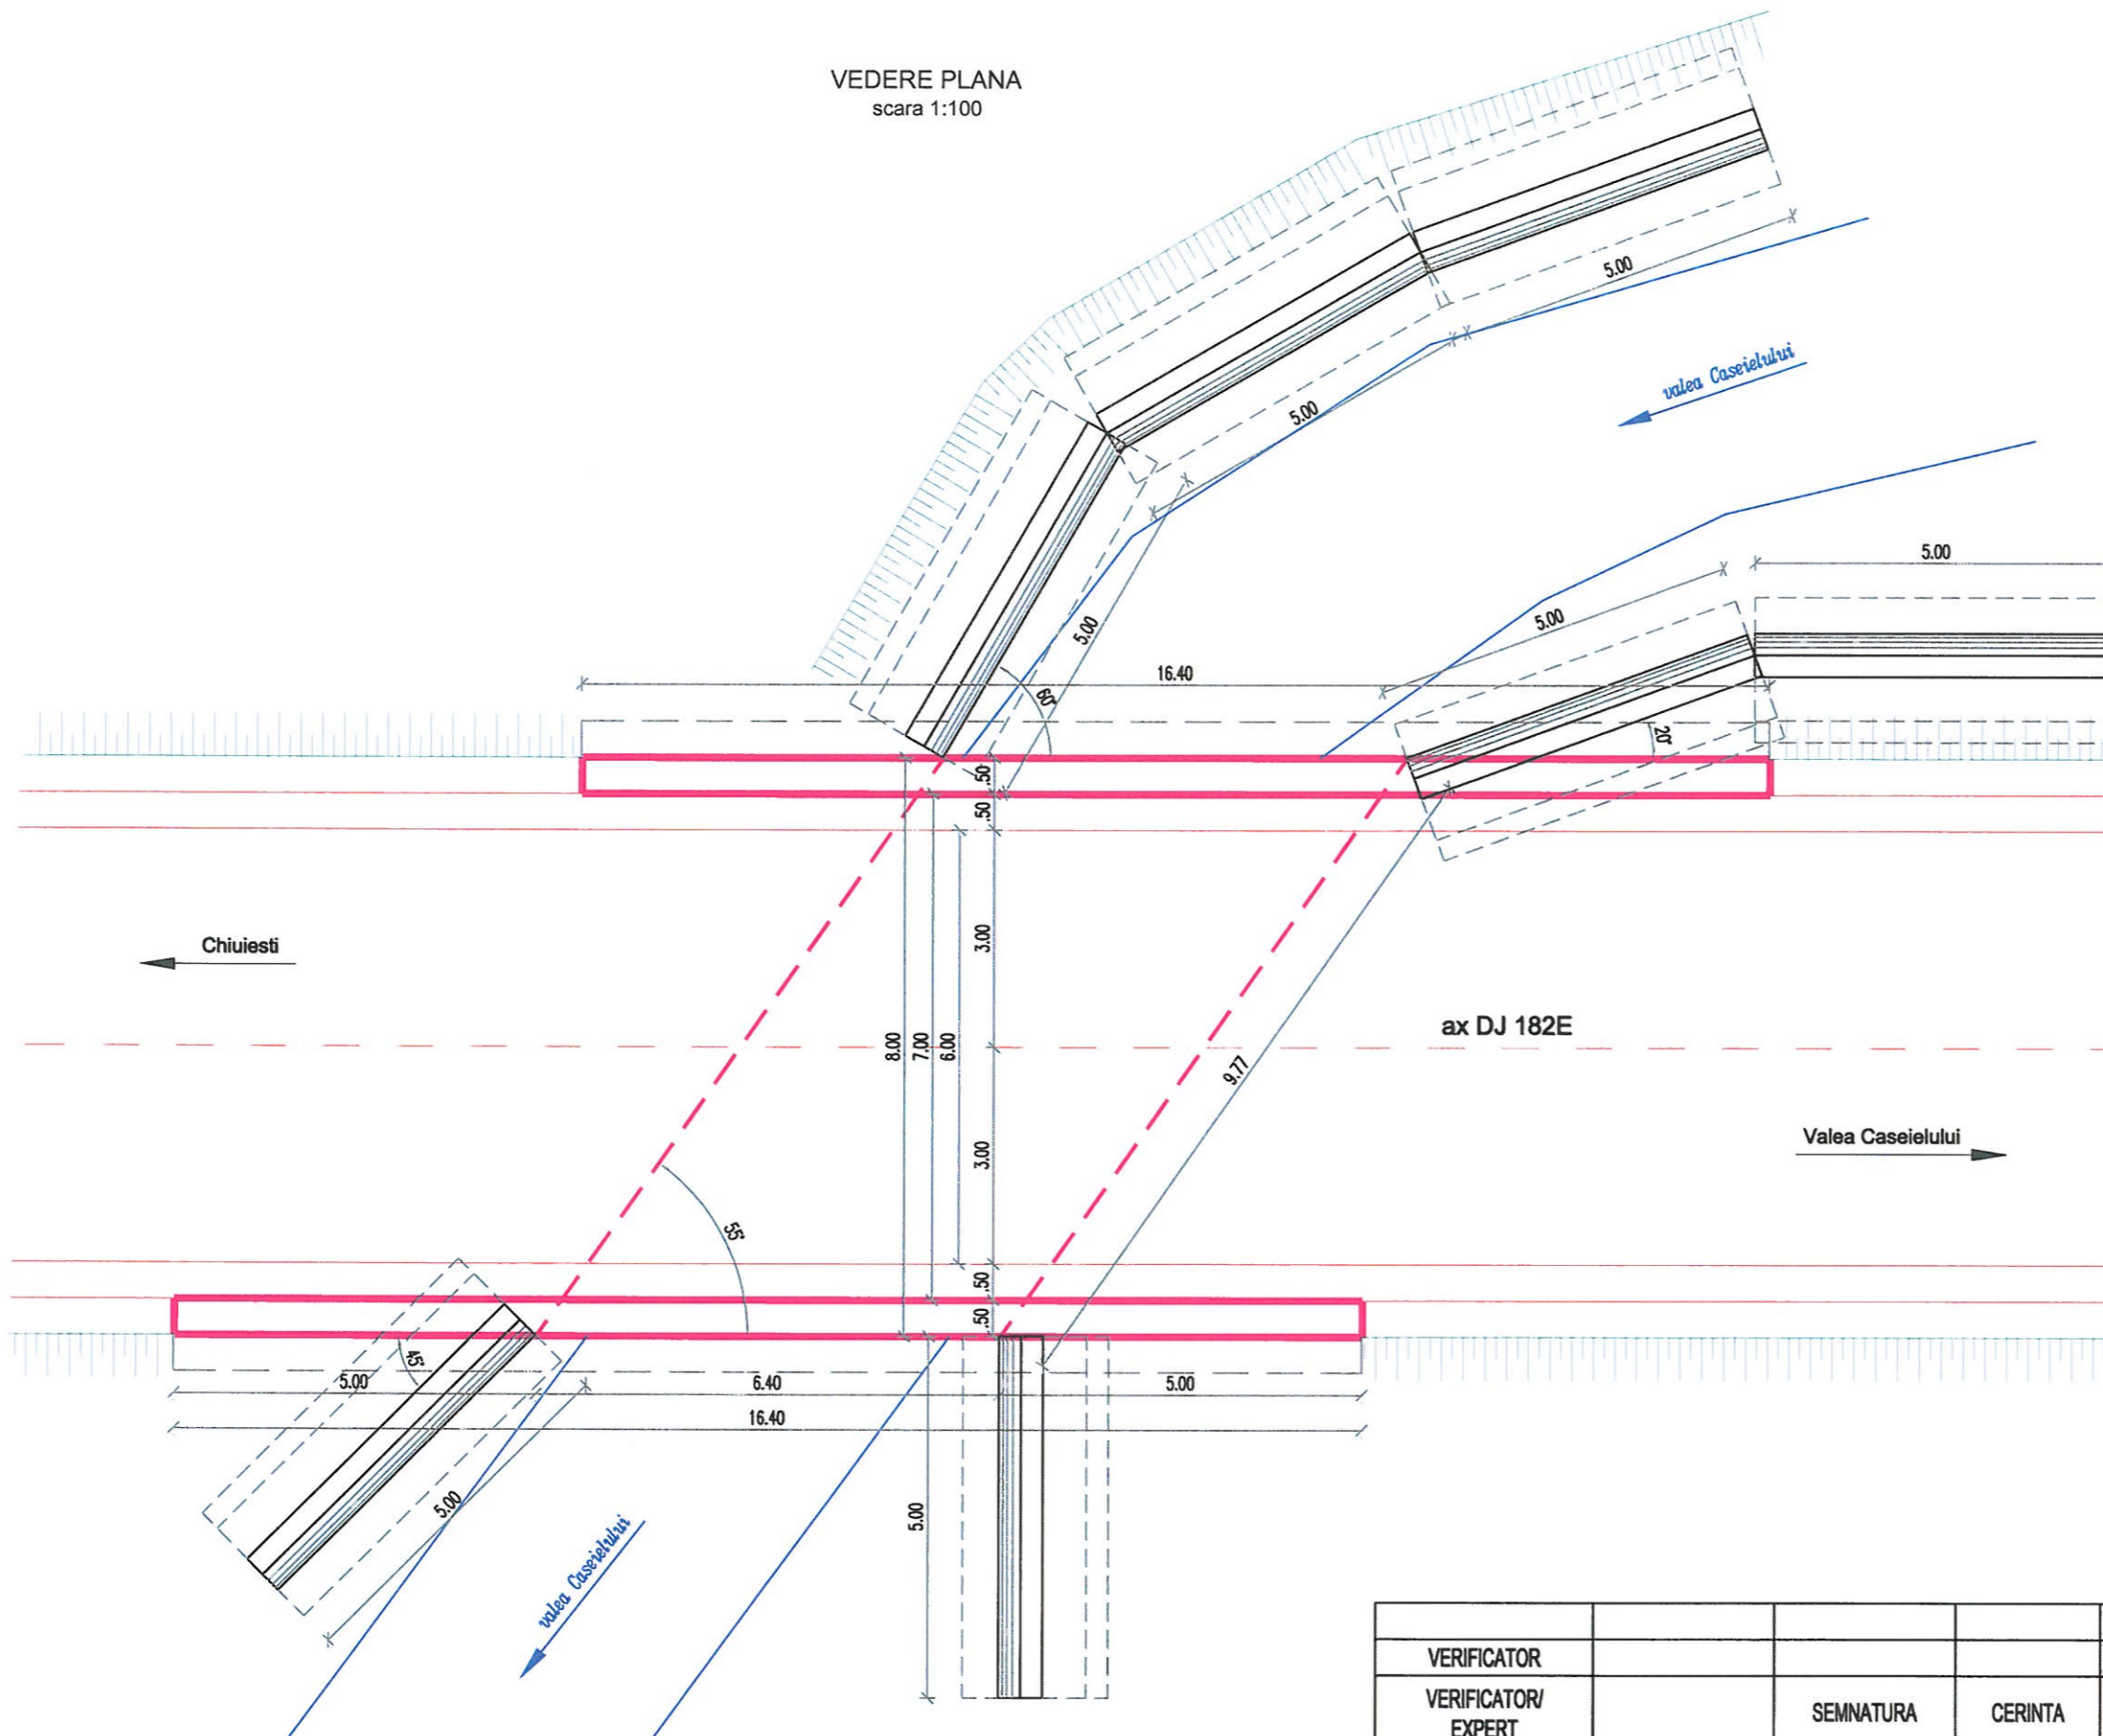 VEDERE PLANA
scara 1:100
5.00
valea Caseielului
5.00
5.00
5.00
5.00
16.40
60°
20°
.50
.50
Chiuiesti
3.00
8.00
7.00
6.00
ax DJ 182E
9.77
Valea Caseielului
3.00
55°
.50
.50
45°
5.00
6.40
5.00
16.40
5.00
5.00
valea Caseielului
VERIFICATOR
VERIFICATOR/
EXPERT
SEMNATURA
CERINTA